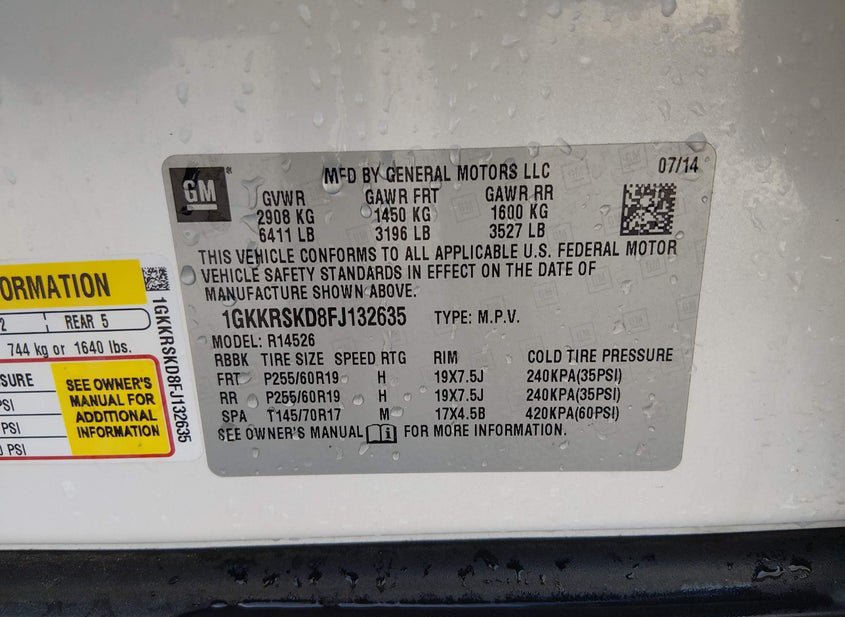 MFD BY GENERAL MOTORS LLC 07/14
GM
GVWR GAWR FRT GAWR RR
2908 KG 1450 KG 1600 KG
6411 LB 3196 LB 3527 LB
THIS VEHICLE CONFORMS TO ALL APPLICABLE U.S. FEDERAL MOTOR
VEHICLE SAFETY STANDARDS IN EFFECT ON THE DATE OF
MANUFACTURE SHOWN ABOVE.
1GKKRSKD8FJ132635 TYPE: M.P.V.
MODEL: R14526
RBBK TIRE SIZE SPEED RTG RIM COLD TIRE PRESSURE
FRT P255/60R19 H 19X7.5J 240KPA(35PSI)
RR P255/60R19 H 19X7.5J 240KPA(35PSI)
SPA T145/70R17 M 17X4.5B 420KPA(60PSI)
SEE OWNER'S MANUAL FOR MORE INFORMATION.
ORMATION
2 REAR 5
744 kg or 1640 lbs.
SURE
PSI
PSI
0 PSI
SEE OWNER'S
MANUAL FOR
ADDITIONAL
INFORMATION
1GKKRSKD8FJ132635